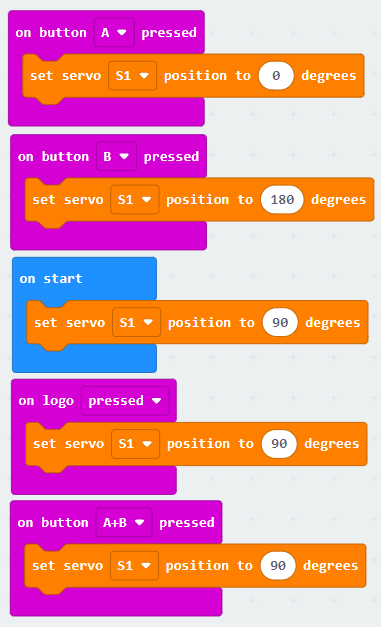 on button A pressed
set servo S1 position to 0 degrees
on button B pressed
set servo S1 position to 180 degrees
on start
set servo S1 position to 90 degrees
on logo pressed
set servo S1 position to 90 degrees
on button A+B pressed
set servo S1 position to 90 degrees